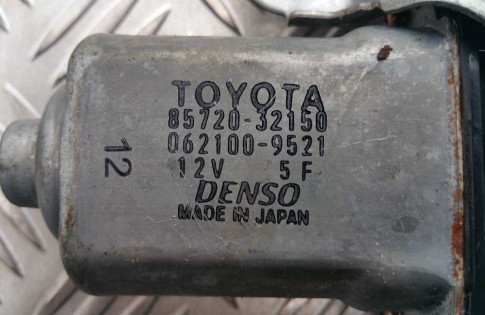 TOYOTA
85720-32150
062100-9521
12V 5F
DENSO
MADE IN JAPAN
12